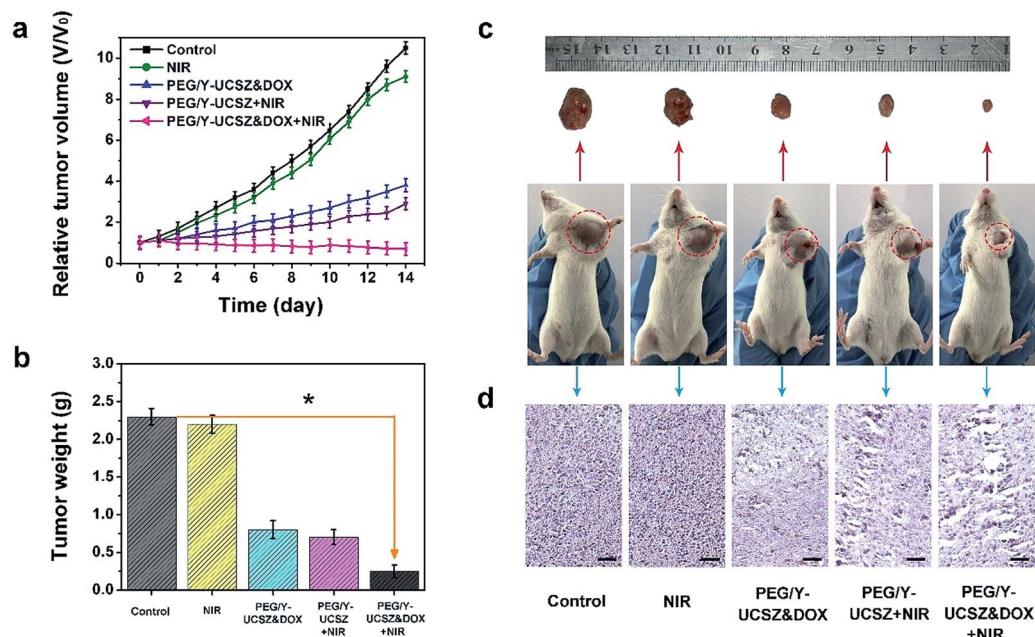 a
Relative tumor volume (V/V₀)
10
8
6
4
2
0
0 2 4 6 8 10 12 14
Time (day)
Control
NIR
PEG/Y-UCSZ&DOX
PEG/Y-UCSZ+NIR
PEG/Y-UCSZ&DOX+NIR
b
Tumor weight (g)
3.0
2.5
2.0
1.5
1.0
0.5
0.0
*
Control
NIR
PEG/Y-
UCSZ&DOX
PEG/Y-
UCSZ
+NIR
PEG/Y-
UCSZ&DOX
+NIR
c
cm 15 14 13 12 11 10 9 8 7 6 5 4 3 2 1
d
Control
NIR
PEG/Y-
UCSZ&DOX
PEG/Y-
UCSZ+NIR
PEG/Y-
UCSZ&DOX
+NIR